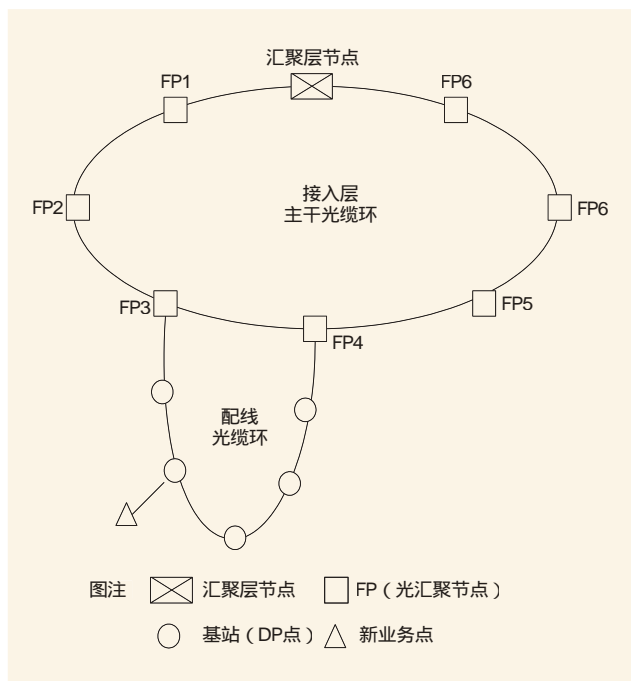 汇聚层节点
FP1
FP6
接入层
主干光缆环
FP2
FP6
FP3
FP5
FP4
配线
光缆环
图注
汇聚层节点
FP（光汇聚节点）
基站（DP点）
新业务点